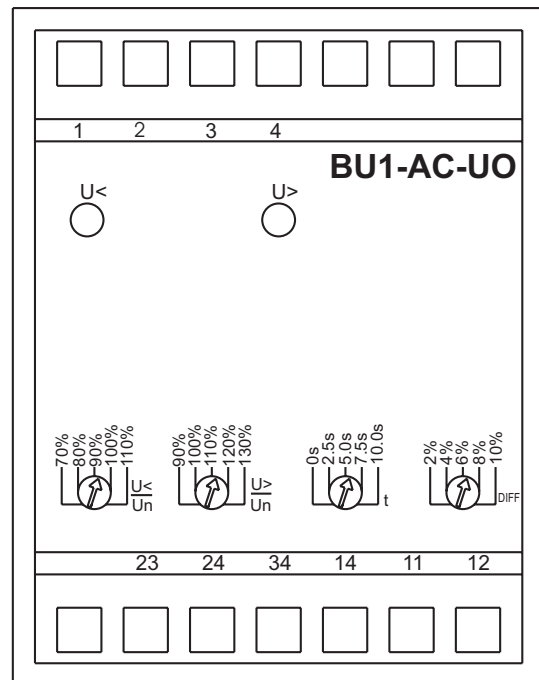 1 2 3 4
BU1-AC-UO
U< U>
70% 80% 90% 100% 110%
U<
Un
90% 100% 110% 120% 130%
U>
Un
0s 2.5s 5.0s 7.5s 10.0s
t
2% 4% 6% 8% 10%
DIFF
23 24 34 14 11 12